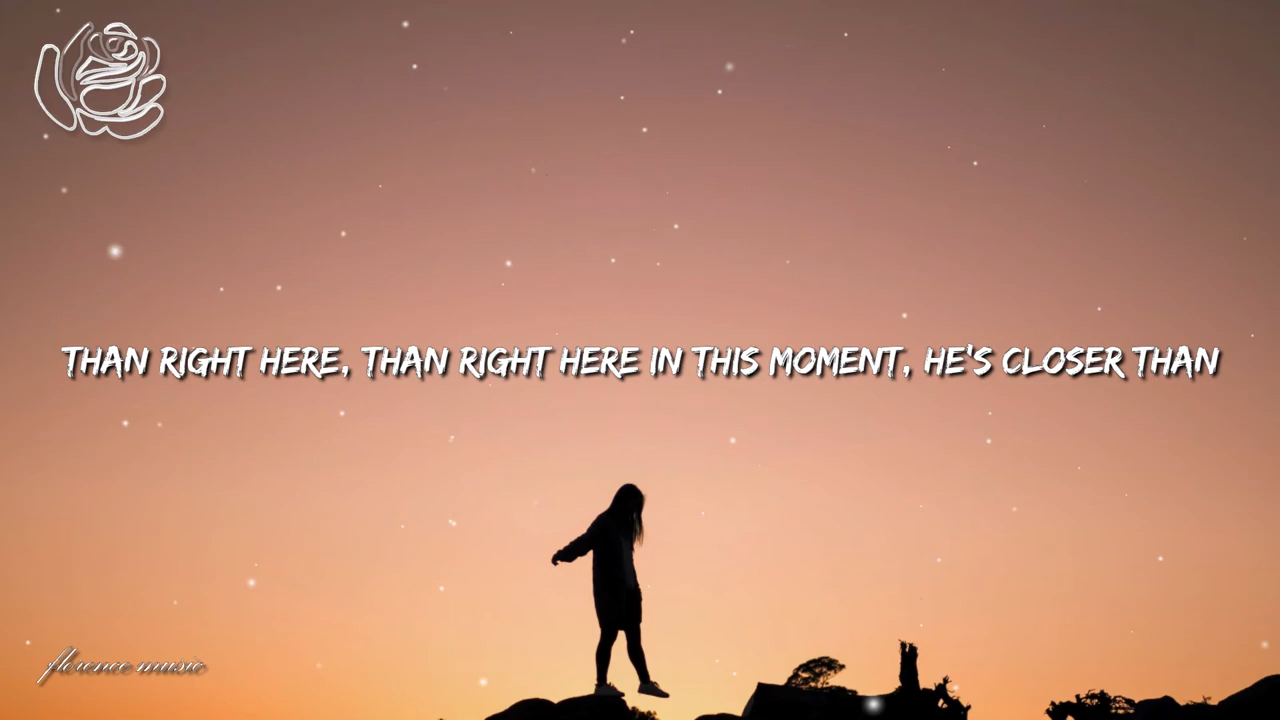 THAN RIGHT HERE, THAN RIGHT HERE IN THIS MOMENT, HE'S CLOSER THAN
florence music